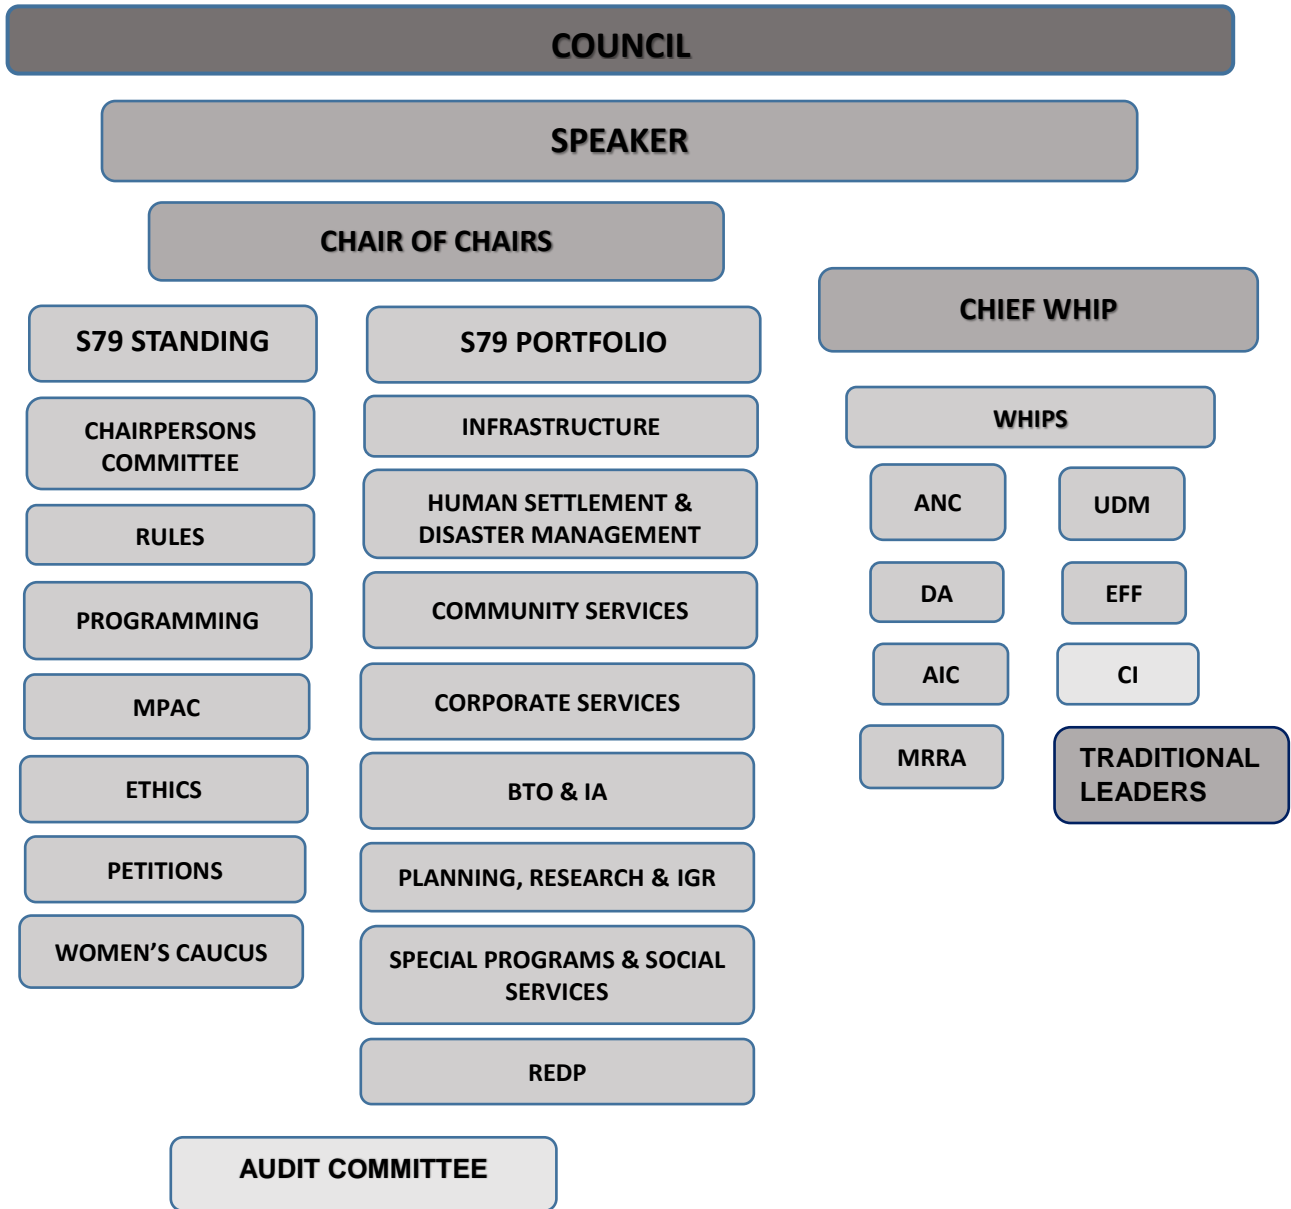 COUNCIL
SPEAKER
CHAIR OF CHAIRS
S79 STANDING
CHAIRPERSONS
COMMITTEE
RULES
PROGRAMMING
MPAC
ETHICS
PETITIONS
WOMEN’S CAUCUS
S79 PORTFOLIO
INFRASTRUCTURE
HUMAN SETTLEMENT &
DISASTER MANAGEMENT
COMMUNITY SERVICES
CORPORATE SERVICES
BTO & IA
PLANNING, RESEARCH & IGR
SPECIAL PROGRAMS & SOCIAL
SERVICES
REDP
AUDIT COMMITTEE
CHIEF WHIP
WHIPS
ANC
UDM
DA
EFF
AIC
CI
MRRA
TRADITIONAL
LEADERS